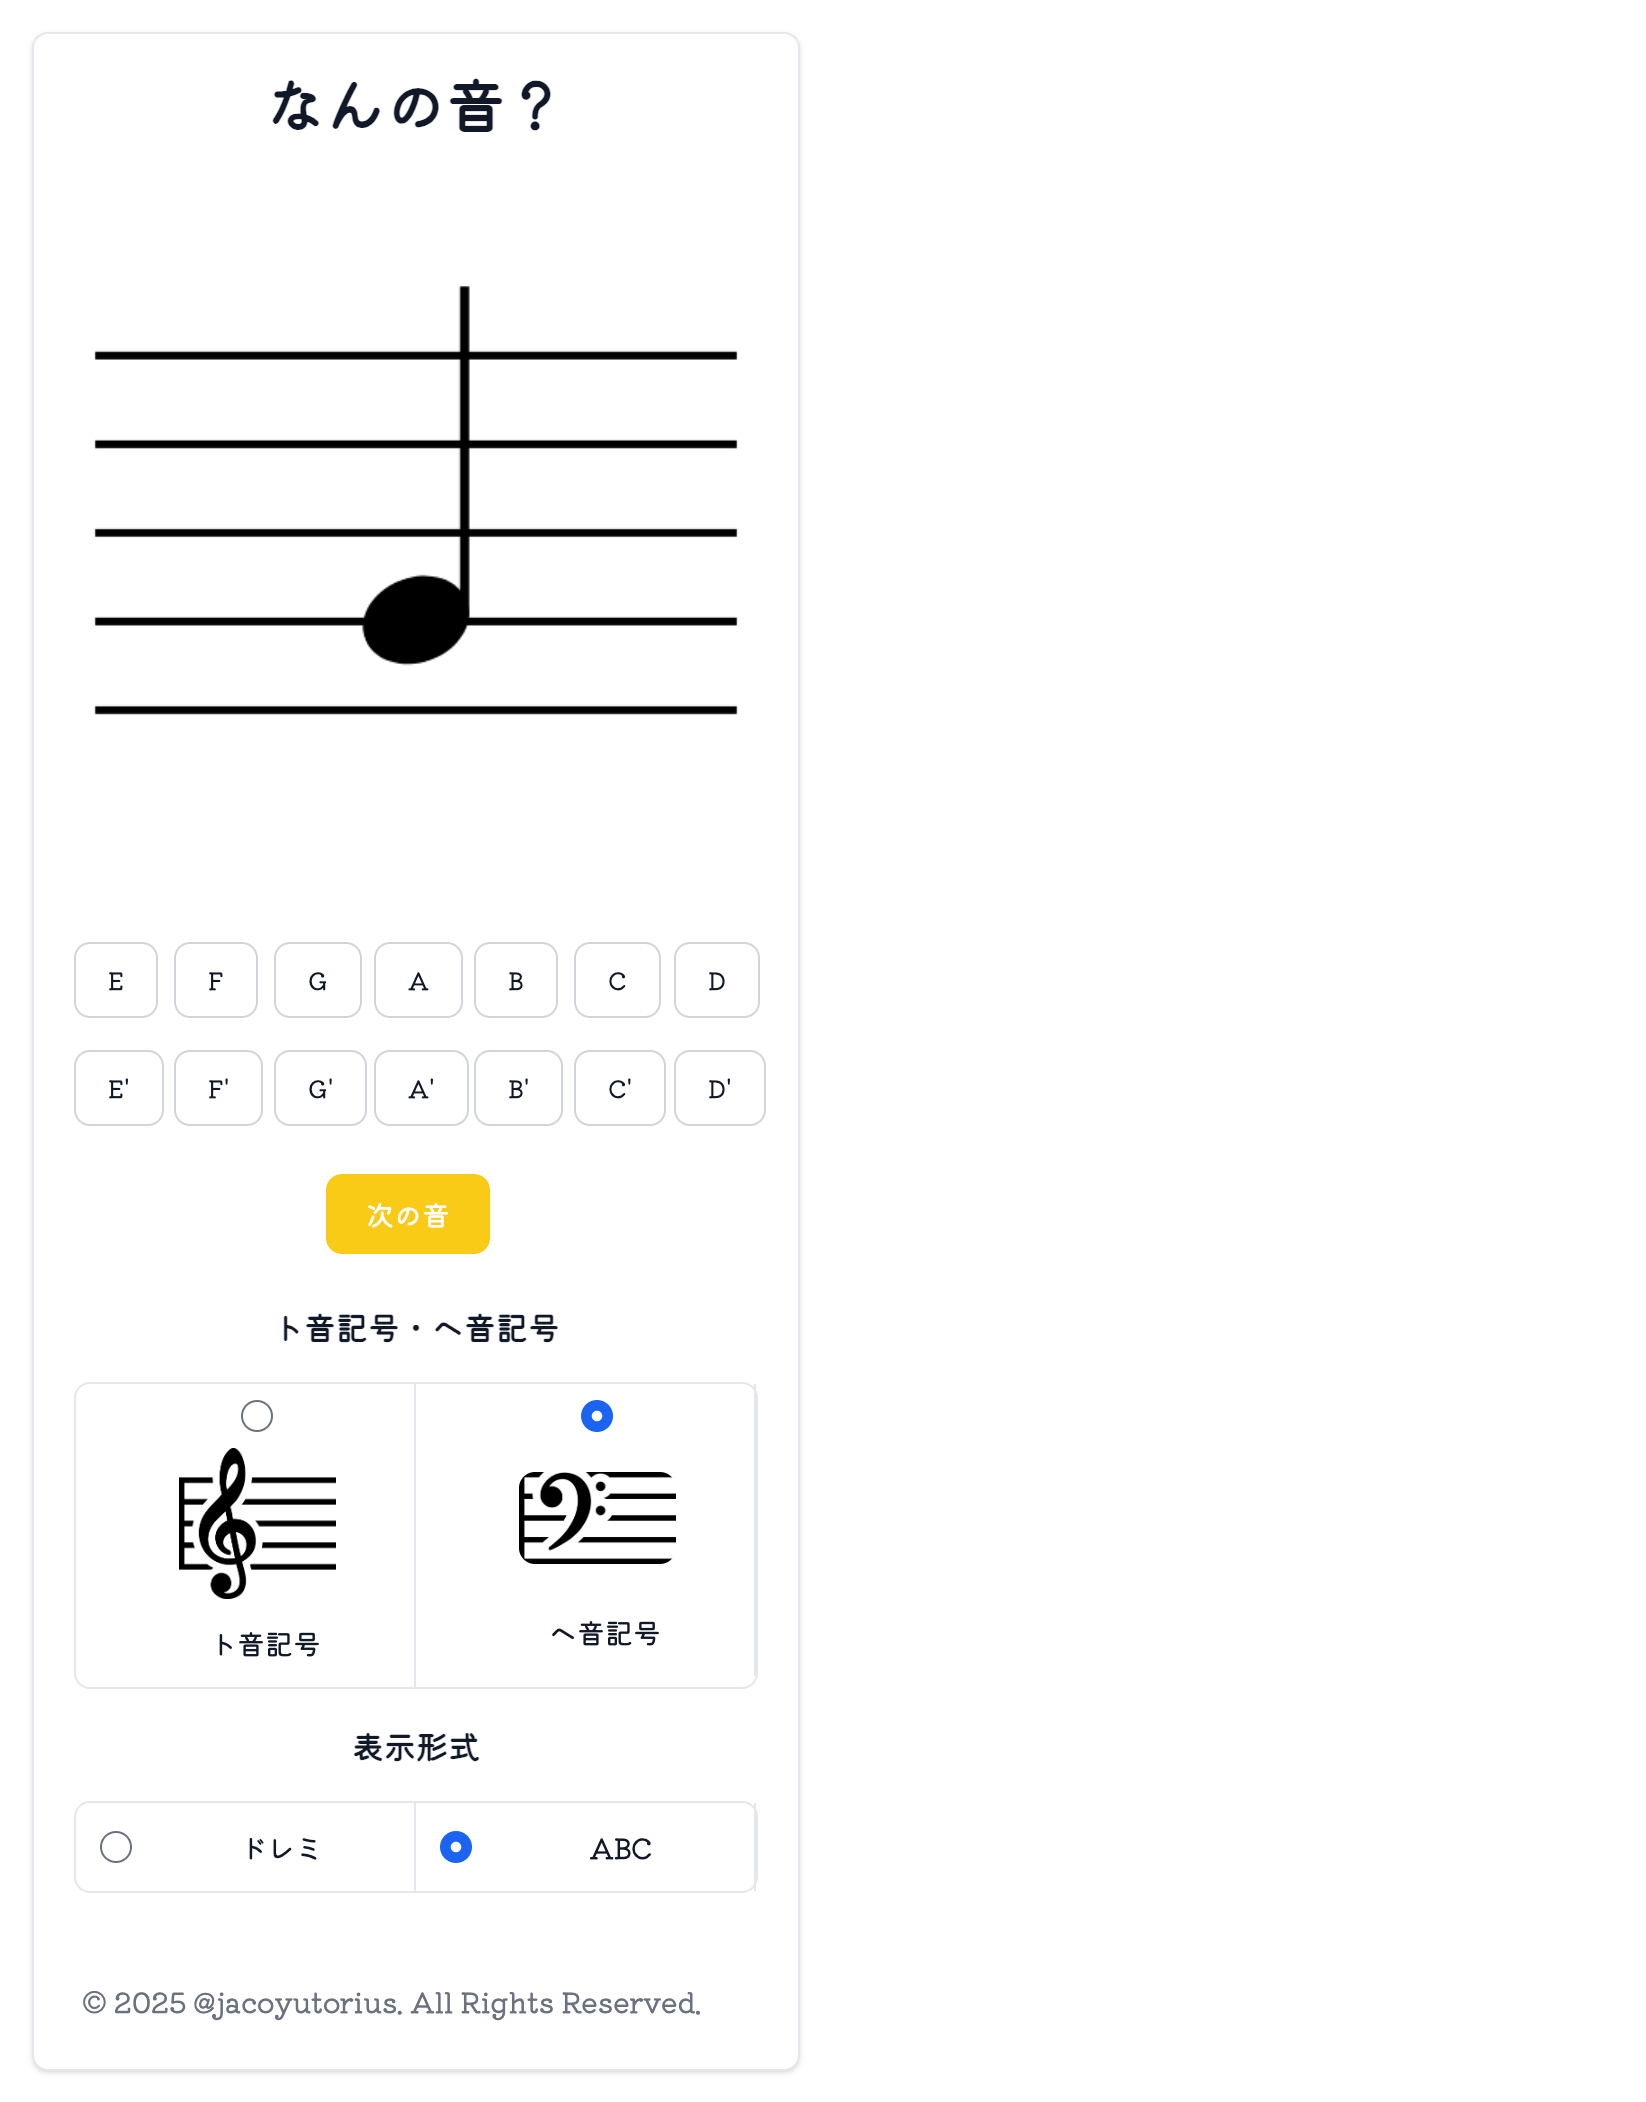 なんの音？
E F G A B C D
E' F' G' A' B' C' D'
次の音
ト音記号・ヘ音記号
ト音記号 ヘ音記号
表示形式
ドレミ ABC
© 2025 @jacoyutorius. All Rights Reserved.